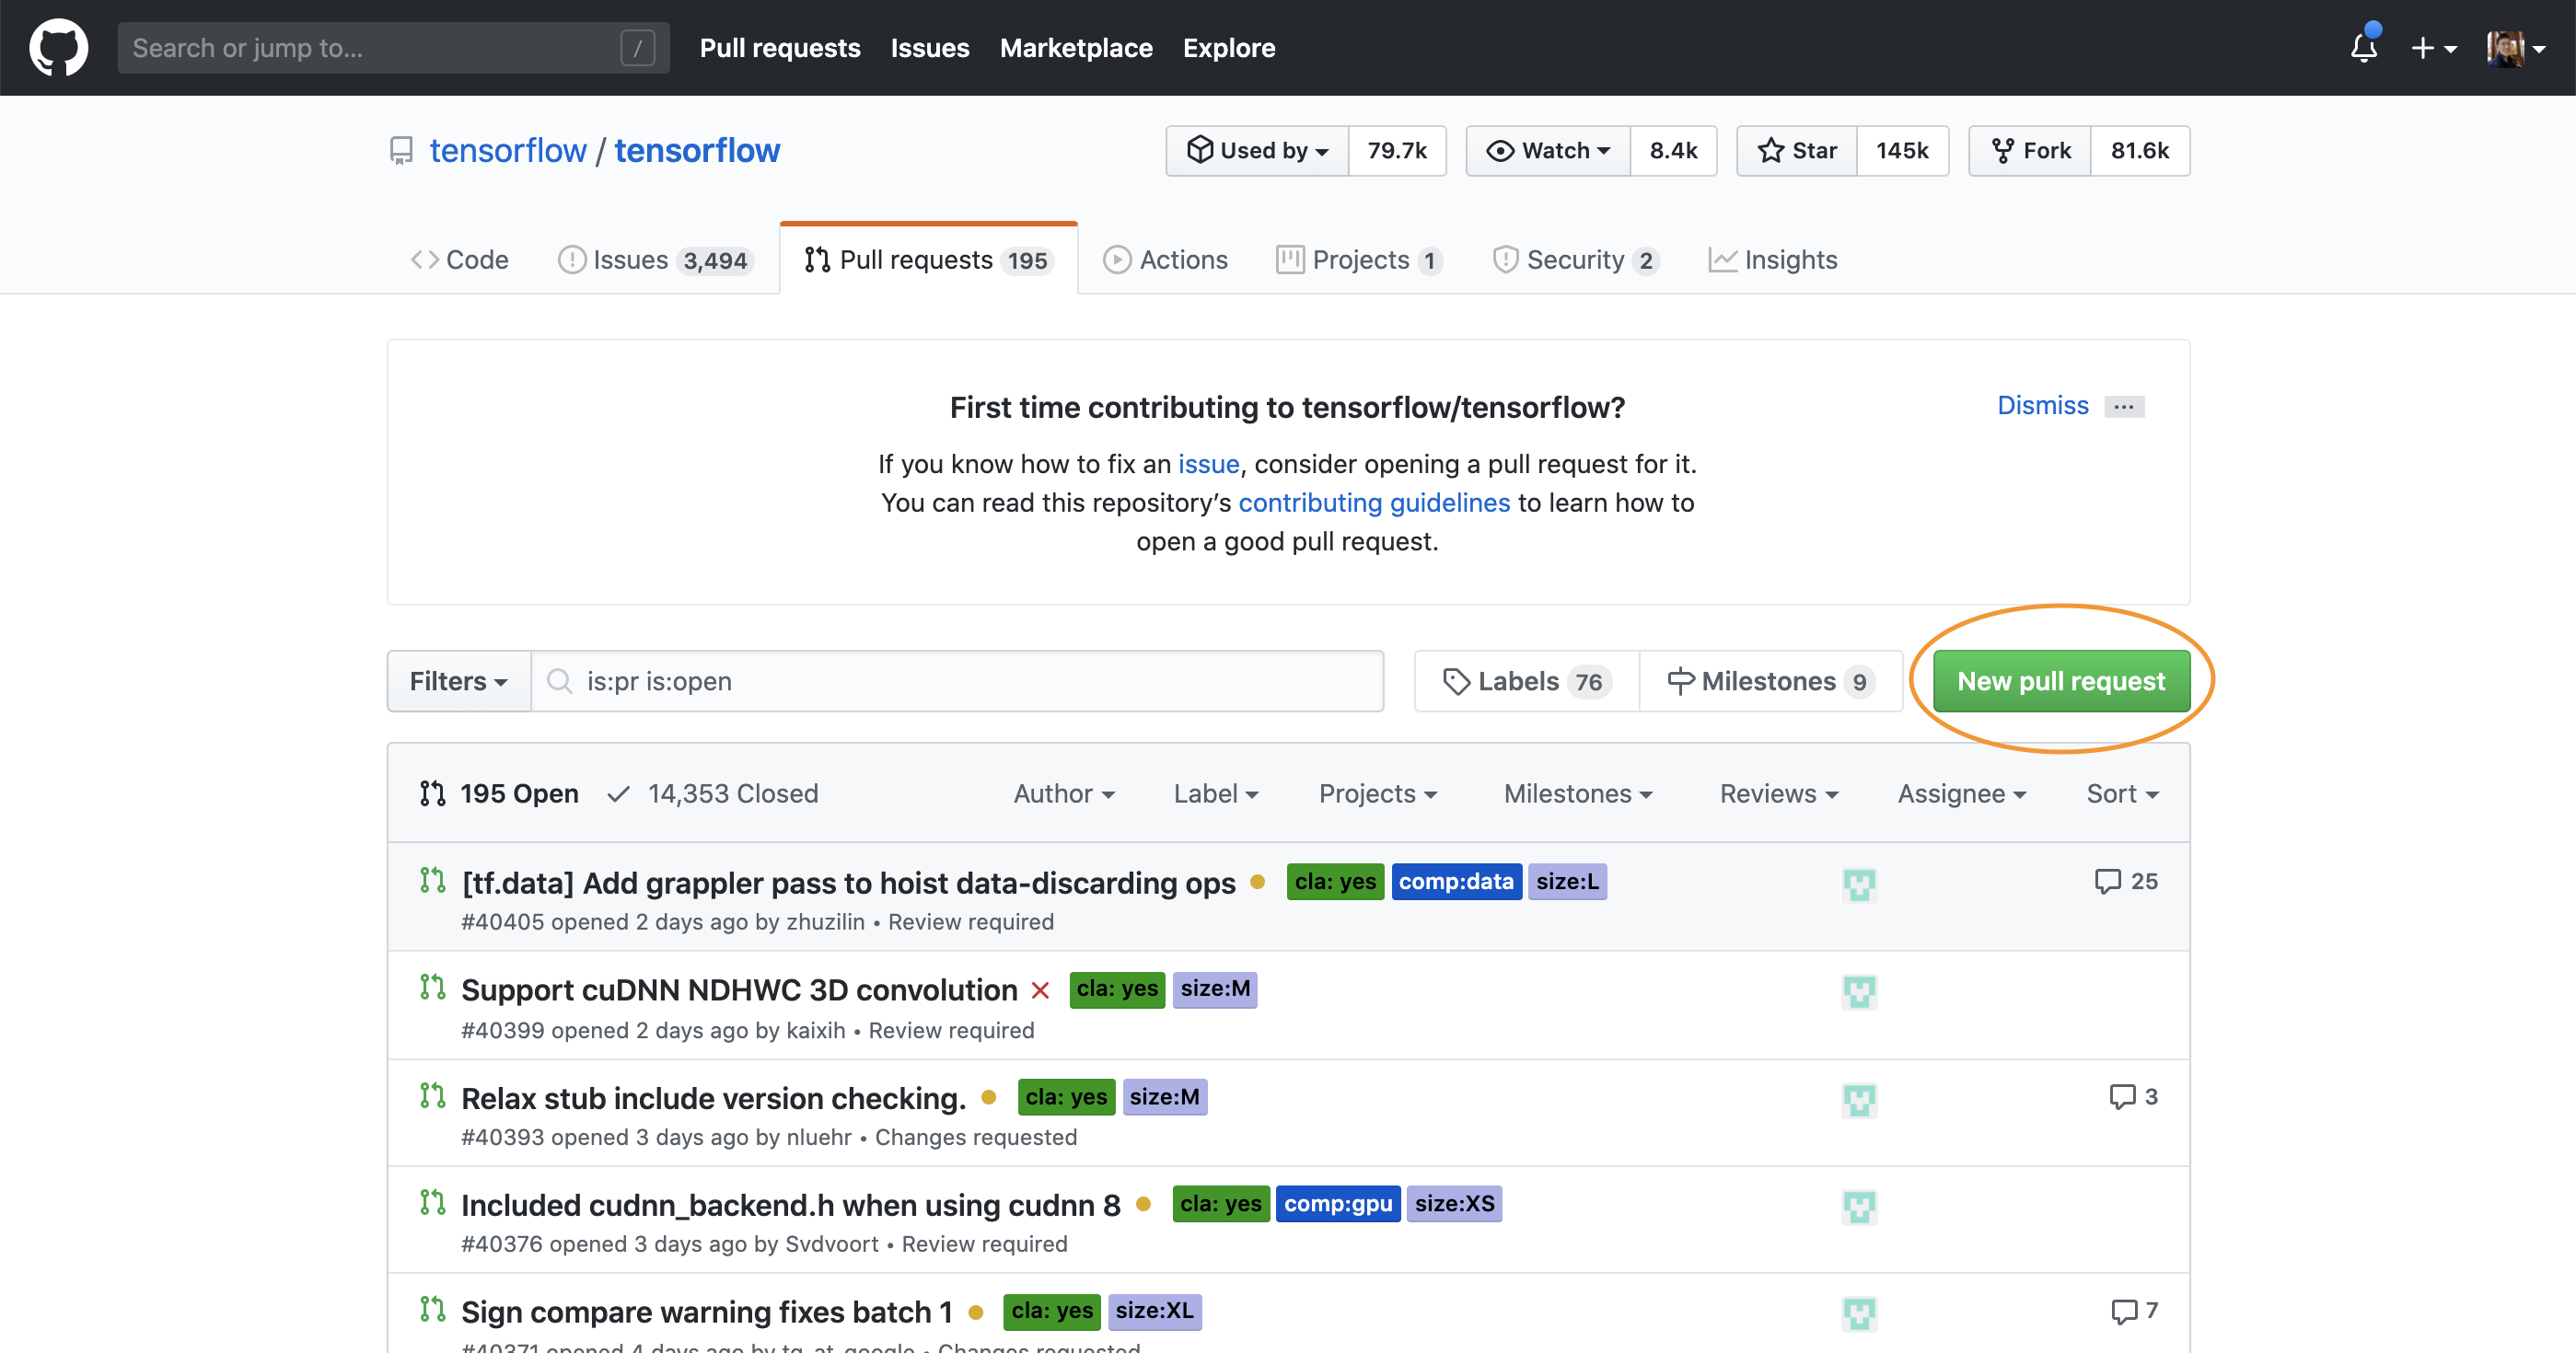 Search or jump to... / Pull requests Issues Marketplace Explore
tensorflow / tensorflow Used by 79.7k Watch 8.4k Star 145k Fork 81.6k
Code Issues 3,494 Pull requests 195 Actions Projects 1 Security 2 Insights
First time contributing to tensorflow/tensorflow? Dismiss ...
If you know how to fix an issue, consider opening a pull request for it.
You can read this repository’s contributing guidelines to learn how to
open a good pull request.
Filters is:pr is:open Labels 76 Milestones 9 New pull request
195 Open 14,353 Closed Author Label Projects Milestones Reviews Assignee Sort
[tf.data] Add grappler pass to hoist data-discarding ops cla: yes comp:data size:L 25
#40405 opened 2 days ago by zhuzilin • Review required
Support cuDNN NDHWC 3D convolution cla: yes size:M
#40399 opened 2 days ago by kaixih • Review required
Relax stub include version checking. cla: yes size:M 3
#40393 opened 3 days ago by nluehr • Changes requested
Included cudnn_backend.h when using cudnn 8 cla: yes comp:gpu size:XS
#40376 opened 3 days ago by Svdvoort • Review required
Sign compare warning fixes batch 1 cla: yes size:XL 7
#40371 opened 4 days ago by tg_at_google • Changes requested